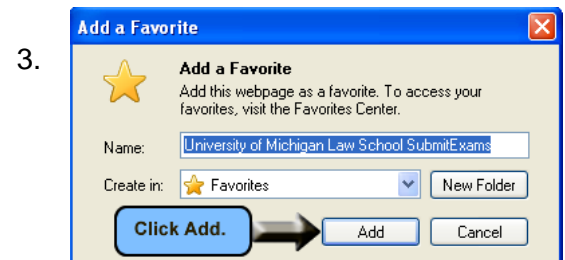 Add a Favorite
3.
Add a Favorite
Add this webpage as a favorite. To access your
favorites, visit the Favorites Center.
Name: University of Michigan Law School SubmitExams
Create in: Favorites New Folder
Click Add. Add Cancel